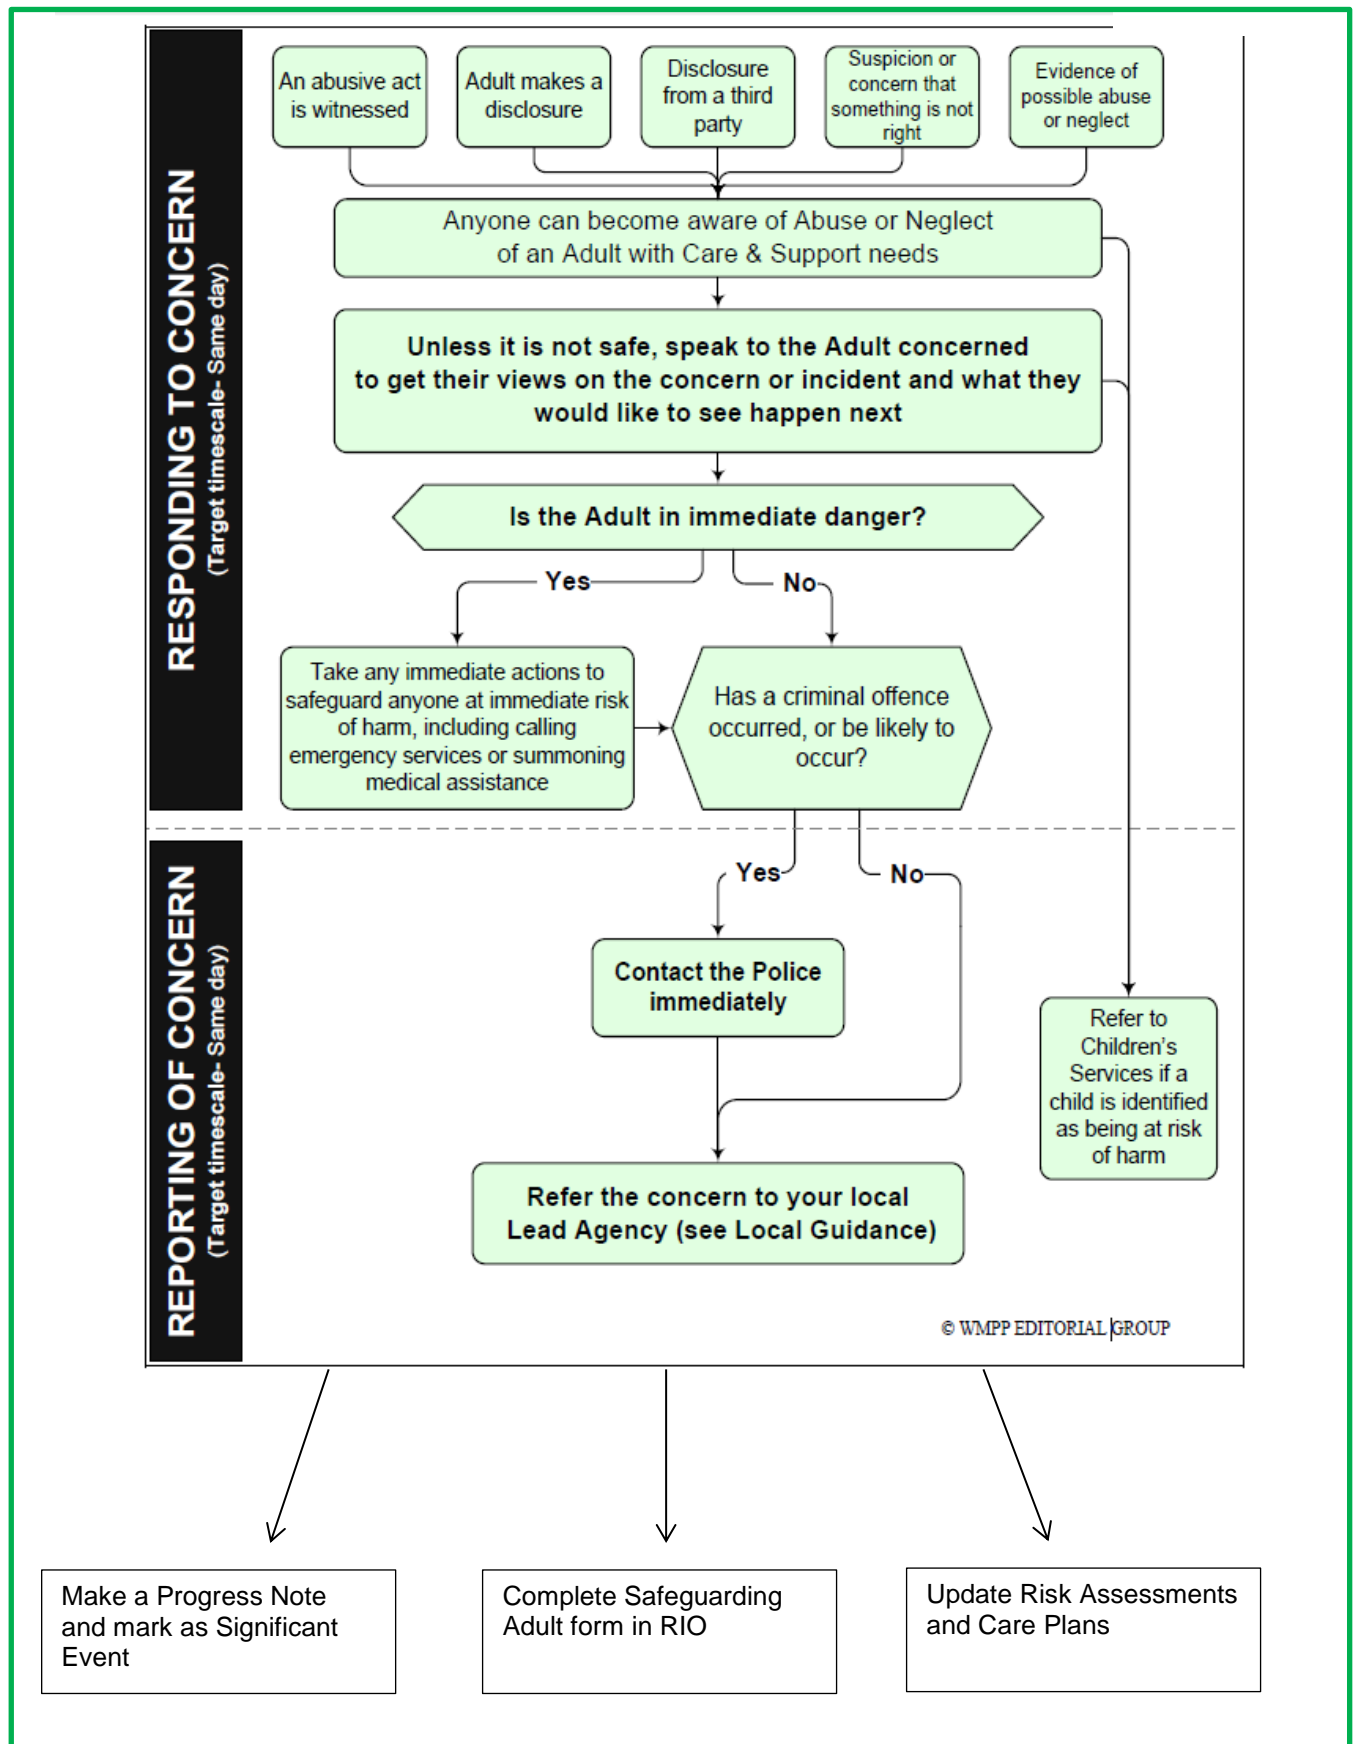 RESPONDING TO CONCERN
(Target timescale- Same day)
An abusive act
is witnessed
Adult makes a
disclosure
Disclosure
from a third
party
Suspicion or
concern that
something is not
right
Evidence of
possible abuse
or neglect
Anyone can become aware of Abuse or Neglect
of an Adult with Care & Support needs
Unless it is not safe, speak to the Adult concerned
to get their views on the concern or incident and what they
would like to see happen next
Is the Adult in immediate danger?
Yes
No
Take any immediate actions to
safeguard anyone at immediate risk
of harm, including calling
emergency services or summoning
medical assistance
Has a criminal offence
occurred, or be likely to
occur?
REPORTING OF CONCERN
(Target timescale- Same day)
Yes
No
Contact the Police
immediately
Refer to
Children's
Services if a
child is identified
as being at risk
of harm
Refer the concern to your local
Lead Agency (see Local Guidance)
© WMPP EDITORIAL GROUP
Make a Progress Note
and mark as Significant
Event
Complete Safeguarding
Adult form in RIO
Update Risk Assessments
and Care Plans